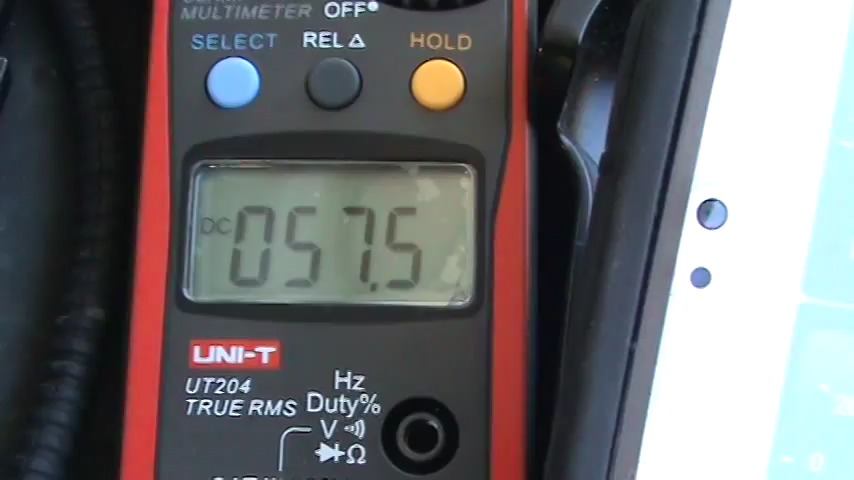 MULTIMETER OFF
SELECT REL △ HOLD
DC 057.5
UNI-T
UT204
TRUE RMS
Hz
Duty%
V
Ω